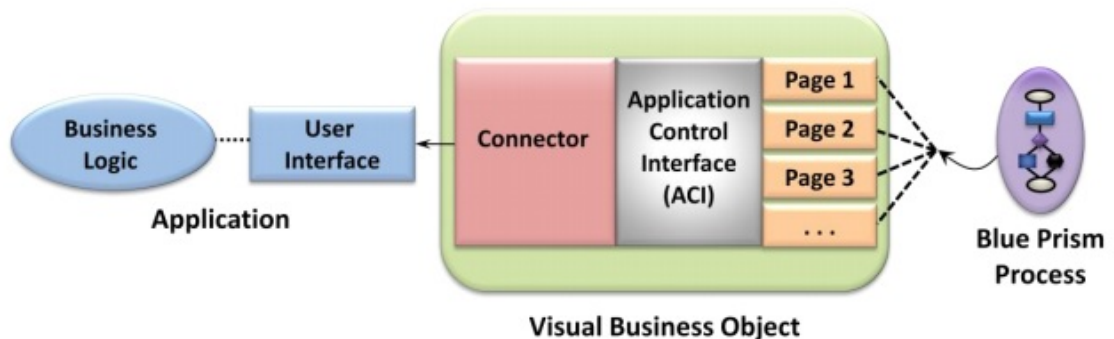 Business
Logic
User
Interface
Application
Connector
Application
Control
Interface
(ACI)
Page 1
Page 2
Page 3
. . .
Visual Business Object
Blue Prism
Process